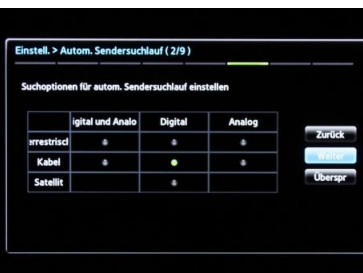 Einstell. > Autom. Sendersuchlauf ( 2/9 )
Suchoptionen für autom. Sendersuchlauf einstellen
igital und Analo Digital Analog
errestriscl
Kabel
Satellit
Zurück
Weiter
Überspr